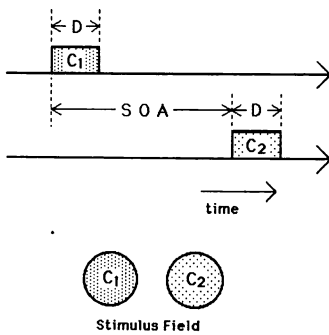 D
C1
S O A
D
C2
time
C1 C2
Stimulus Field